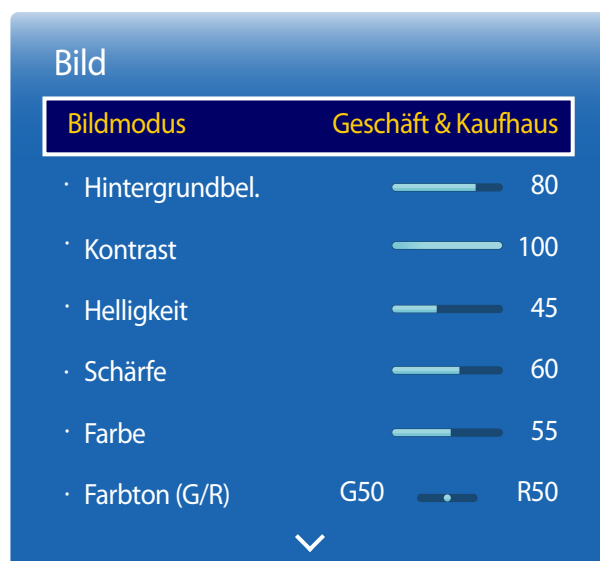 Bild
Bildmodus Geschäft & Kaufhaus
· Hintergrundbel. 80
· Kontrast 100
· Helligkeit 45
· Schärfe 60
· Farbe 55
· Farbton (G/R) G50 R50